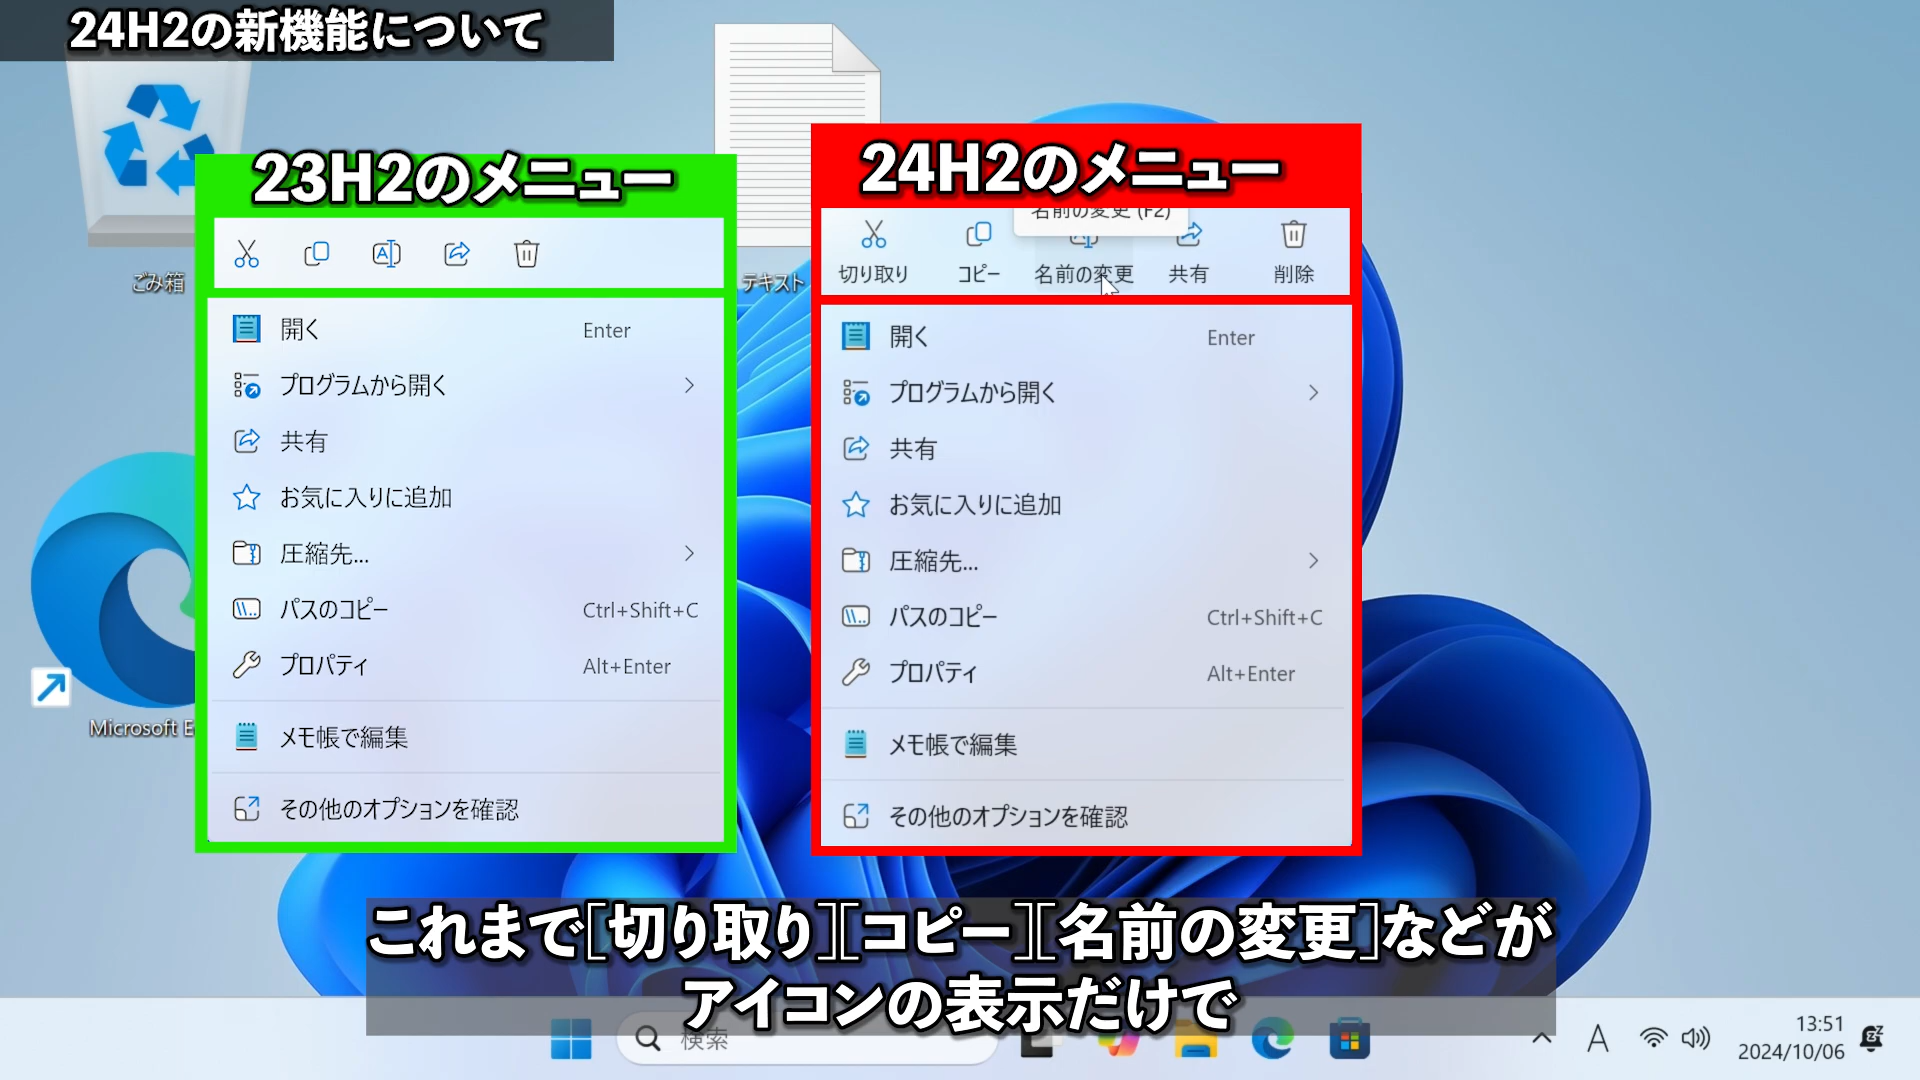 24H2の新機能について
ごみ箱
テキスト
Microsoft E
23H2のメニュー
開く Enter
プログラムから開く
共有
お気に入りに追加
圧縮先...
パスのコピー Ctrl+Shift+C
プロパティ Alt+Enter
メモ帳で編集
その他のオプションを確認
24H2のメニュー
名前の変更 (F2)
切り取り コピー 名前の変更 共有 削除
開く Enter
プログラムから開く
共有
お気に入りに追加
圧縮先...
パスのコピー Ctrl+Shift+C
プロパティ Alt+Enter
メモ帳で編集
その他のオプションを確認
これまで[切り取り][コピー][名前の変更]などが
アイコンの表示だけで
検索
A
13:51
2024/10/06